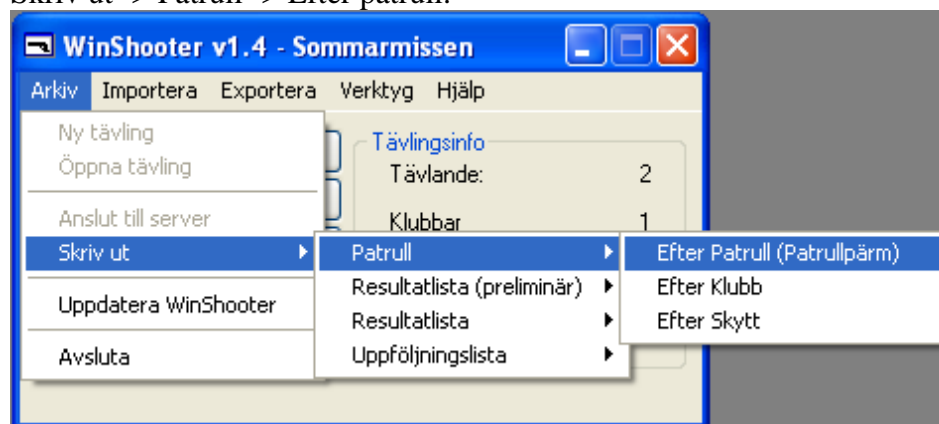 Skriv ut -> Patrull -> Efter patrull.
WinShooter v1.4 - Sommarmissen
Arkiv Importera Exportera Verktyg Hjälp
Ny tävling
Öppna tävling
Anslut till server
Skriv ut
Uppdatera WinShooter
Avsluta
Tävlingsinfo
Tävlande: 2
Klubbar 1
Patrull
Resultatlista (preliminär)
Resultatlista
Uppföljningslista
Efter Patrull (Patrullpärm)
Efter Klubb
Efter Skytt